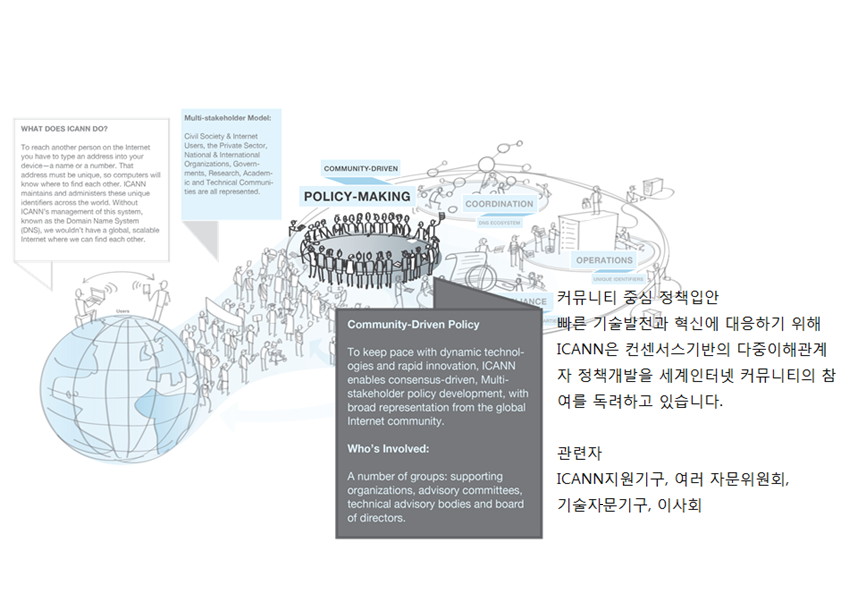 WHAT DOES ICANN DO?
To reach another person on the Internet
you have to type an address into your
device—a name or a number. That
address must be unique, so computers will
know where to find each other. ICANN
maintains and administers these unique
identifiers across the world. Without
ICANN's management of this system,
known as the Domain Name System
(DNS), we wouldn't have a global, scalable
Internet where we can find each other.
Multi-stakeholder Model:
Civil Society & Internet
Users, the Private Sector,
National & International
Organizations, Govern-
ments, Research, Academ-
ic and Technical Communi-
ties are all represented.
COMMUNITY-DRIVEN
POLICY-MAKING
COORDINATION
DNS ECOSYSTEM
OPERATIONS
UNIQUE IDENTIFIERS
Users
Community-Driven Policy
To keep pace with dynamic technol-
ogies and rapid innovation, ICANN
enables consensus-driven, Multi-
stakeholder policy development, with
broad representation from the global
Internet community.
Who's Involved:
A number of groups: supporting
organizations, advisory committees,
technical advisory bodies and board
of directors.
커뮤니티 중심 정책입안
빠른 기술발전과 혁신에 대응하기 위해
ICANN은 컨센서스기반의 다중이해관계
자 정책개발을 세계인터넷 커뮤니티의 참
여를 독려하고 있습니다.
관련자
ICANN지원기구, 여러 자문위원회,
기술자문기구, 이사회